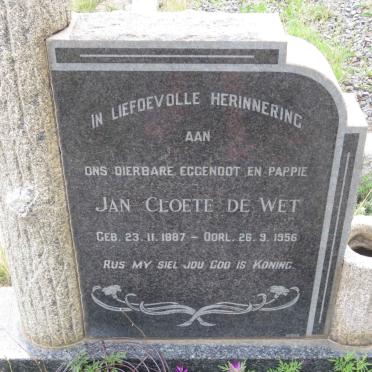 IN LIEFDEVOLLE HERINNERING
AAN
ONS DIERBARE EGGENOOT EN PAPPIE
JAN CLOETE DE WET
GEB. 23. 11. 1887 - OORL. 26. 9. 1956
RUS MY SIEL JOU GOD IS KONING.